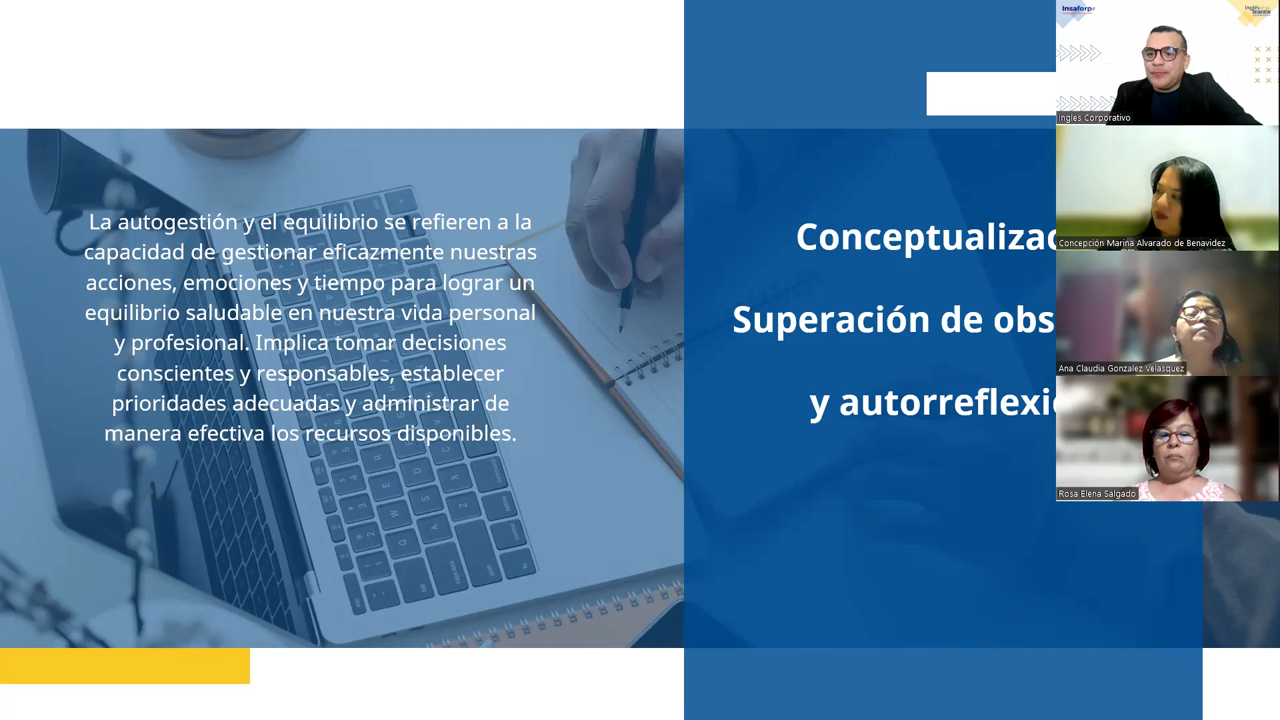 La autogestión y el equilibrio se refieren a la
capacidad de gestionar eficazmente nuestras
acciones, emociones y tiempo para lograr un
equilibrio saludable en nuestra vida personal
y profesional. Implica tomar decisiones
conscientes y responsables, establecer
prioridades adecuadas y administrar de
manera efectiva los recursos disponibles.
Conceptualizac
Superación de obs
y autorreflexió
Insaforp
Ingles Corporativo
Concepción Marina Alvarado de Benavidez
Ana Claudia Gonzalez Velasquez
Rosa Elena Salgado